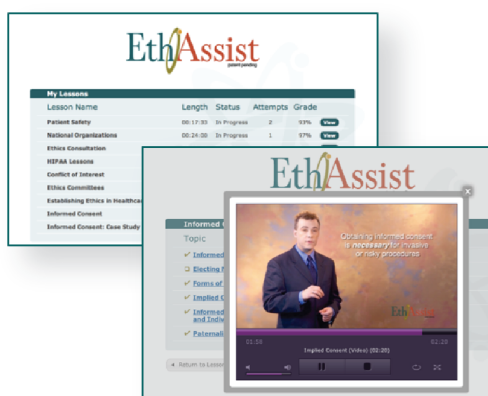 EthAssist
patent pending
My Lessons
Lesson Name Length Status Attempts Grade
Patient Safety 00:17:33 In Progress 2 93% View
National Organizations 00:24:00 In Progress 1 97% View
Ethics Consultation
HIPAA Lessons
Conflict of Interest
Ethics Committees
Establishing Ethics in Healthcar
Informed Consent
Informed Consent: Case Study
EthAssist
Informed
Topic
Informed
Electing
Forms of
Implied C
Informed
and Indiv
Paternali
Return to Lesson
Obtaining informed consent
is necessary for invasive
or risky procedures
EthAssist
01:56 02:20
Implied Consent (Video) (02:20)